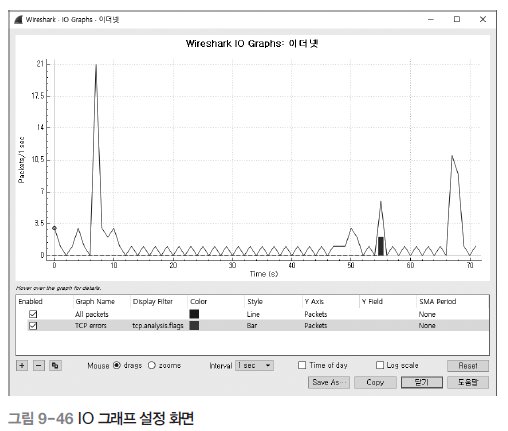 Wireshark · IO Graphs · 이더넷
Wireshark IO Graphs: 이더넷
21
17.5
14
10.5
7
3.5
0
Packets/1 sec
0 10 20 30 40 50 60 70
Time (s)
Hover over the graph for details.
Enabled Graph Name Display Filter Color Style Y Axis Y Field SMA Period
All packets Line Packets None
TCP errors tcp.analysis.flags Bar Packets None
+ − Mouse drags zooms Interval 1 sec Time of day Log scale Reset
Save As… Copy 닫기 도움말
그림 9-46 IO 그래프 설정 화면